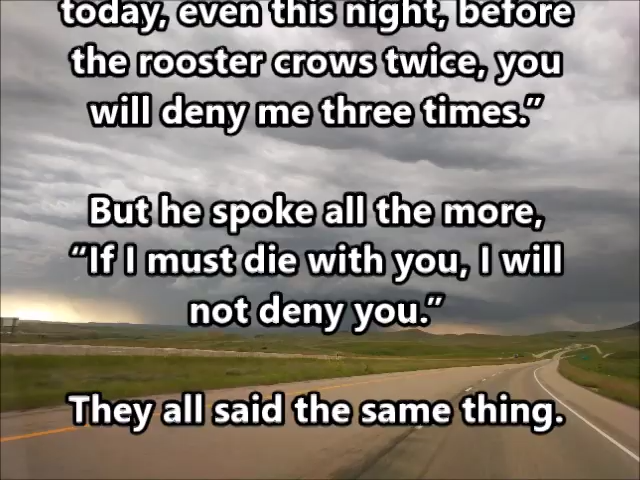 today, even this night, before
the rooster crows twice, you
will deny me three times.”
But he spoke all the more,
“If I must die with you, I will
not deny you.”
They all said the same thing.